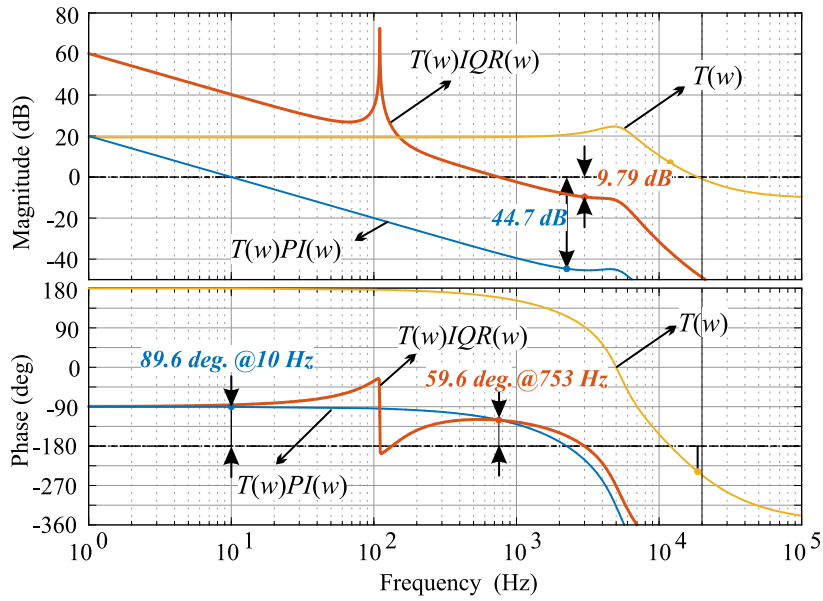 80
60
40
20
0
-20
-40
Magnitude (dB)
T(w)IQR(w)
T(w)
9.79 dB
44.7 dB
T(w)PI(w)
180
90
0
-90
-180
-270
-360
Phase (deg)
T(w)IQR(w)
T(w)
89.6 deg. @10 Hz
59.6 deg.@753 Hz
T(w)PI(w)
10^0
10^1
10^2
10^3
10^4
10^5
Frequency (Hz)